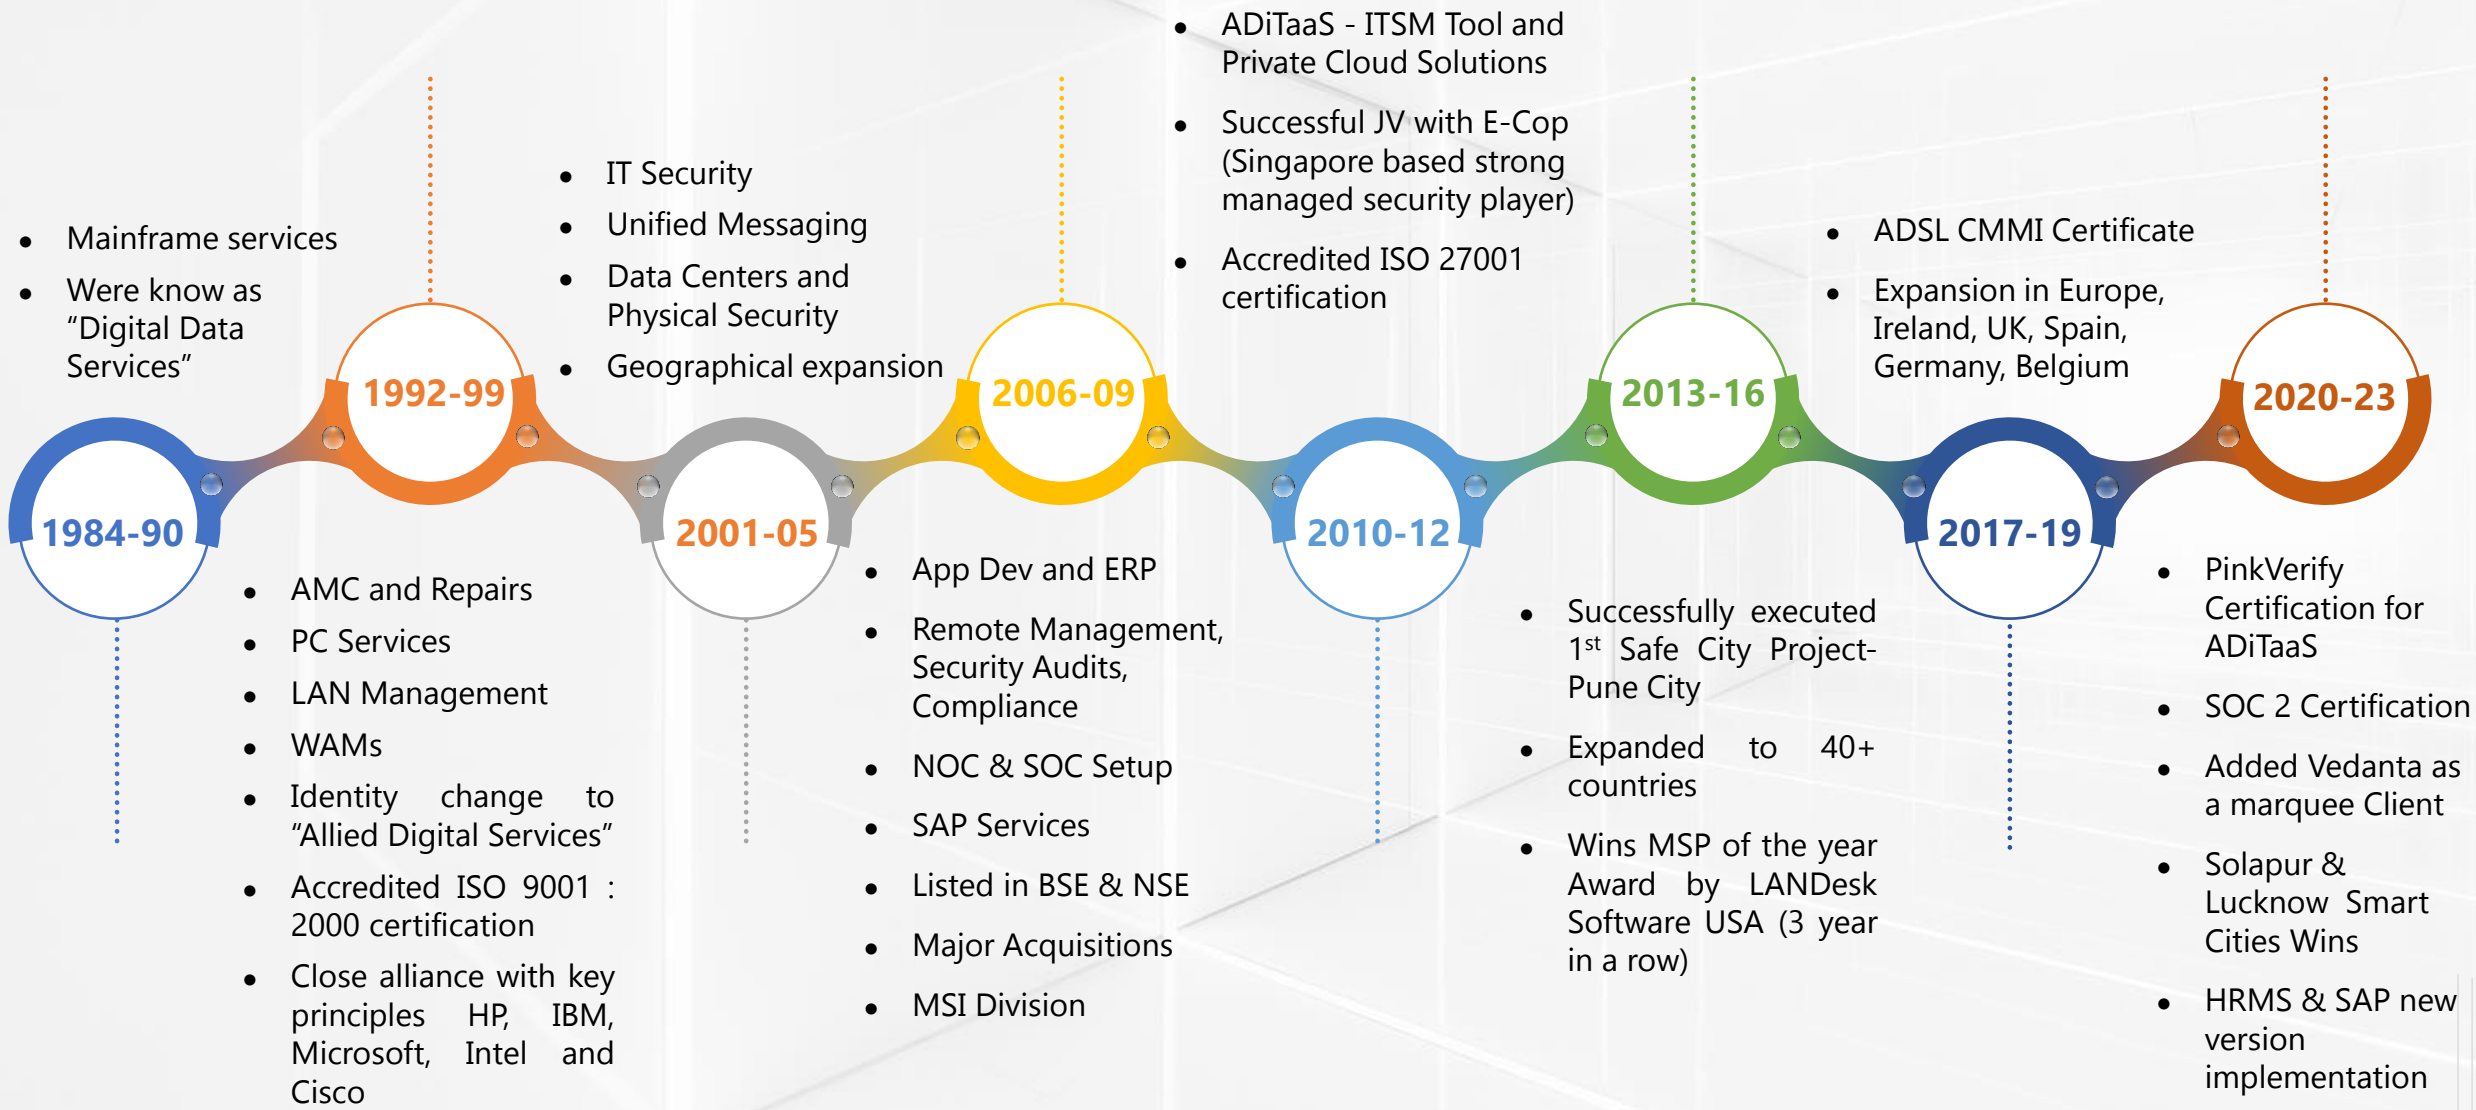 Mainframe services
Were know as
“Digital Data
Services”
1984-90
1992-99
AMC and Repairs
PC Services
LAN Management
WAMs
Identity change to
“Allied Digital Services”
Accredited ISO 9001 :
2000 certification
Close alliance with key
principles HP, IBM,
Microsoft, Intel and
Cisco
IT Security
Unified Messaging
Data Centers and
Physical Security
Geographical expansion
2001-05
2006-09
App Dev and ERP
Remote Management,
Security Audits,
Compliance
NOC & SOC Setup
SAP Services
Listed in BSE & NSE
Major Acquisitions
MSI Division
ADiTaaS - ITSM Tool and
Private Cloud Solutions
Successful JV with E-Cop
(Singapore based strong
managed security player)
Accredited ISO 27001
certification
2010-12
2013-16
Successfully executed
1st Safe City Project-
Pune City
Expanded to 40+
countries
Wins MSP of the year
Award by LANDesk
Software USA (3 year
in a row)
ADSL CMMI Certificate
Expansion in Europe,
Ireland, UK, Spain,
Germany, Belgium
2017-19
2020-23
PinkVerify
Certification for
ADiTaaS
SOC 2 Certification
Added Vedanta as
a marquee Client
Solapur &
Lucknow Smart
Cities Wins
HRMS & SAP new
version
implementation